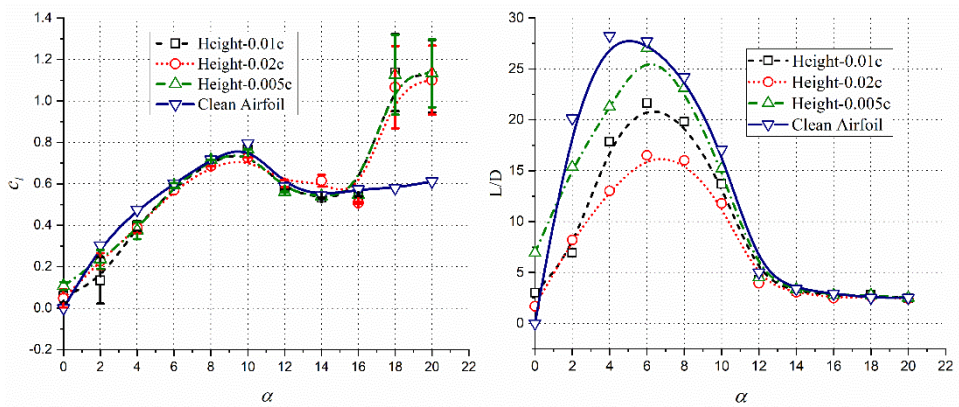 1.4
1.2
1.0
0.8
0.6
0.4
0.2
0.0
-0.2
c_l
Height-0.01c
Height-0.02c
Height-0.005c
Clean Airfoil
0 2 4 6 8 10 12 14 16 18 20 22
α
30
25
20
15
10
5
0
L/D
Height-0.01c
Height-0.02c
Height-0.005c
Clean Airfoil
0 2 4 6 8 10 12 14 16 18 20 22
α